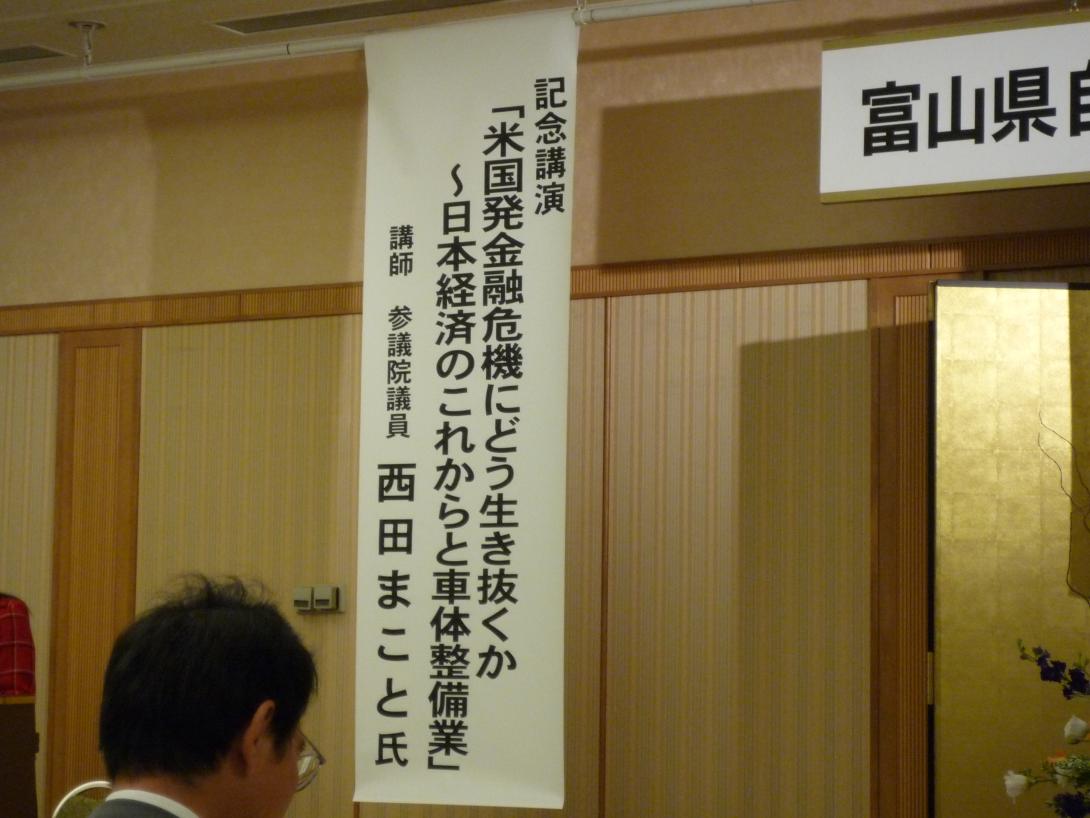 記念講演
「米国発金融危機にどう生き抜くか
～日本経済のこれからと車体整備業」
講師　参議院議員　西田まこと氏
富山県自